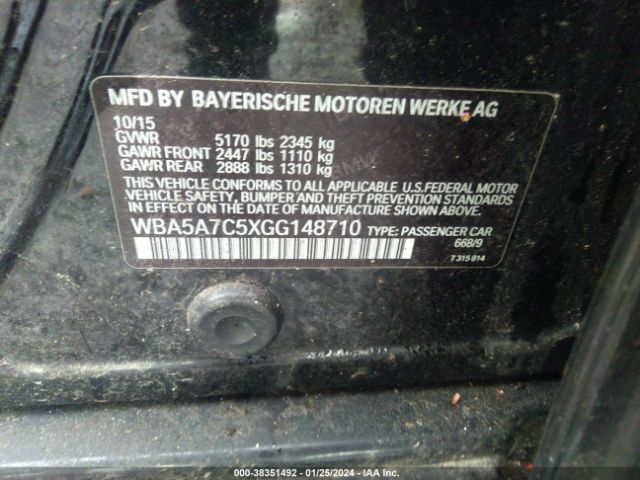 MFD BY BAYERISCHE MOTOREN WERKE AG
10/15
GVWR 5170 lbs 2345 kg
GAWR FRONT 2447 lbs 1110 kg
GAWR REAR 2888 lbs 1310 kg
THIS VEHICLE CONFORMS TO ALL APPLICABLE U.S.FEDERAL MOTOR
VEHICLE SAFETY, BUMPER AND THEFT PREVENTION STANDARDS
IN EFFECT ON THE DATE OF MANUFACTURE SHOWN ABOVE.
WBA5A7C5XGG148710 TYPE: PASSENGER CAR
668/9
7 315 814
000-38351492 - 01/25/2024 - IAA Inc.